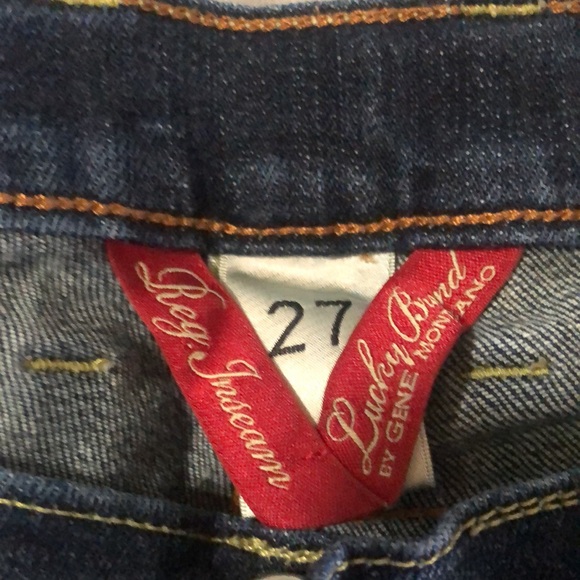 Reg. Inseam
27
Lucky Brand
BY GENE MONTANO